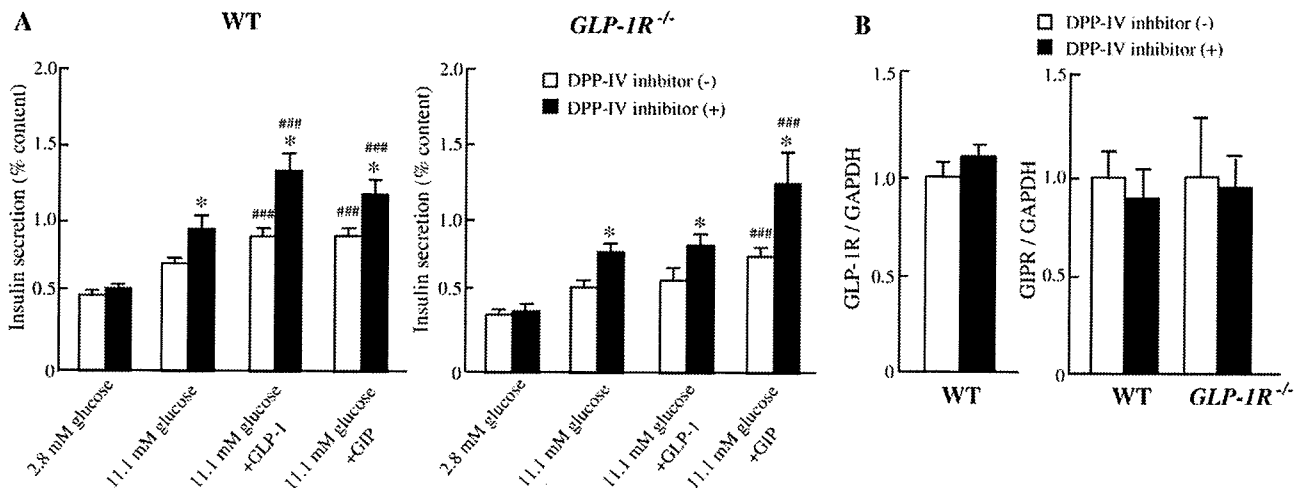 A
WT
GLP-1R-/-
B
DPP-IV inhbitor (-)
DPP-IV inhibitor (+)
Insulin secretion (% content)
2.0
1.5
1.0
0.5
0
###
*
###
*
*
###
###
2.8 mM glucose
11.1 mM glucose
11.1 mM glucose
+GLP-1
11.1 mM glucose
+GIP
Insulin secretion (% content)
2.0
1.5
1.0
0.5
0
DPP-IV inhbitor (-)
DPP-IV inhibitor (+)
###
*
*
*
###
2.8 mM glucose
11.1 mM glucose
11.1 mM glucose
+GLP-1
11.1 mM glucose
+GIP
GLP-1R / GAPDH
1.5
1.0
0.5
0
WT
GIPR / GAPDH
1.5
1.0
0.5
0
WT
GLP-1R-/-